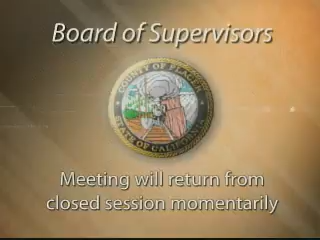 Board of Supervisors
COUNTY OF PLACER
STATE OF CALIFORNIA
Meeting will return from
closed session momentarily